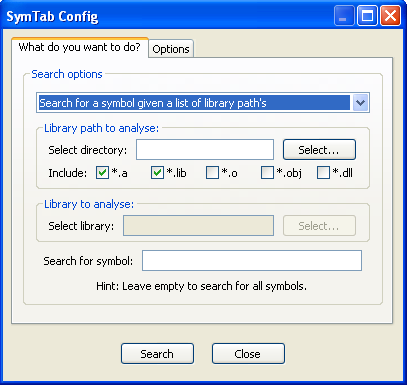 SymTab Config
What do you want to do? Options
Search options
Search for a symbol given a list of library path's
Library path to analyse:
Select directory: Select...
Include: *.a *.lib *.o *.obj *.dll
Library to analyse:
Select library: Select...
Search for symbol:
Hint: Leave empty to search for all symbols.
Search Close